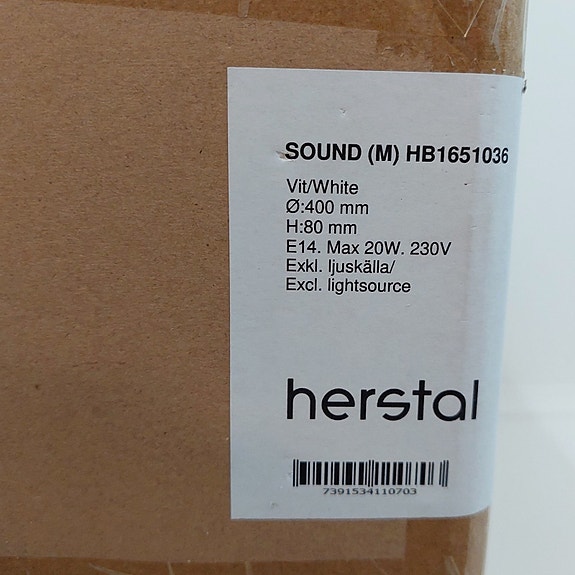 SOUND (M) HB1651036
Vit/White
Ø:400 mm
H:80 mm
E14. Max 20W. 230V
Exkl. ljuskälla/
Excl. lightsource
herstal
7391534110703